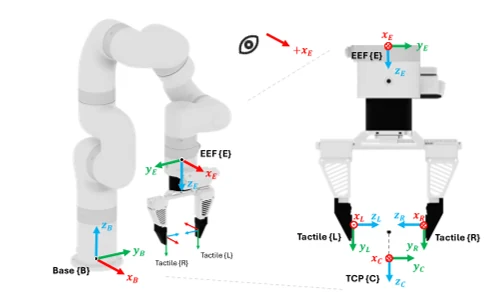 +x_E
x_E
y_E
EEF {E}
z_E
EEF {E}
y_E
x_E
z_E
z_B
y_B
Base {B}
x_B
Tactile {R}
Tactile {L}
x_L
z_L
z_R
x_R
Tactile {L}
y_L
y_R
Tactile {R}
x_C
y_C
TCP {C}
z_C